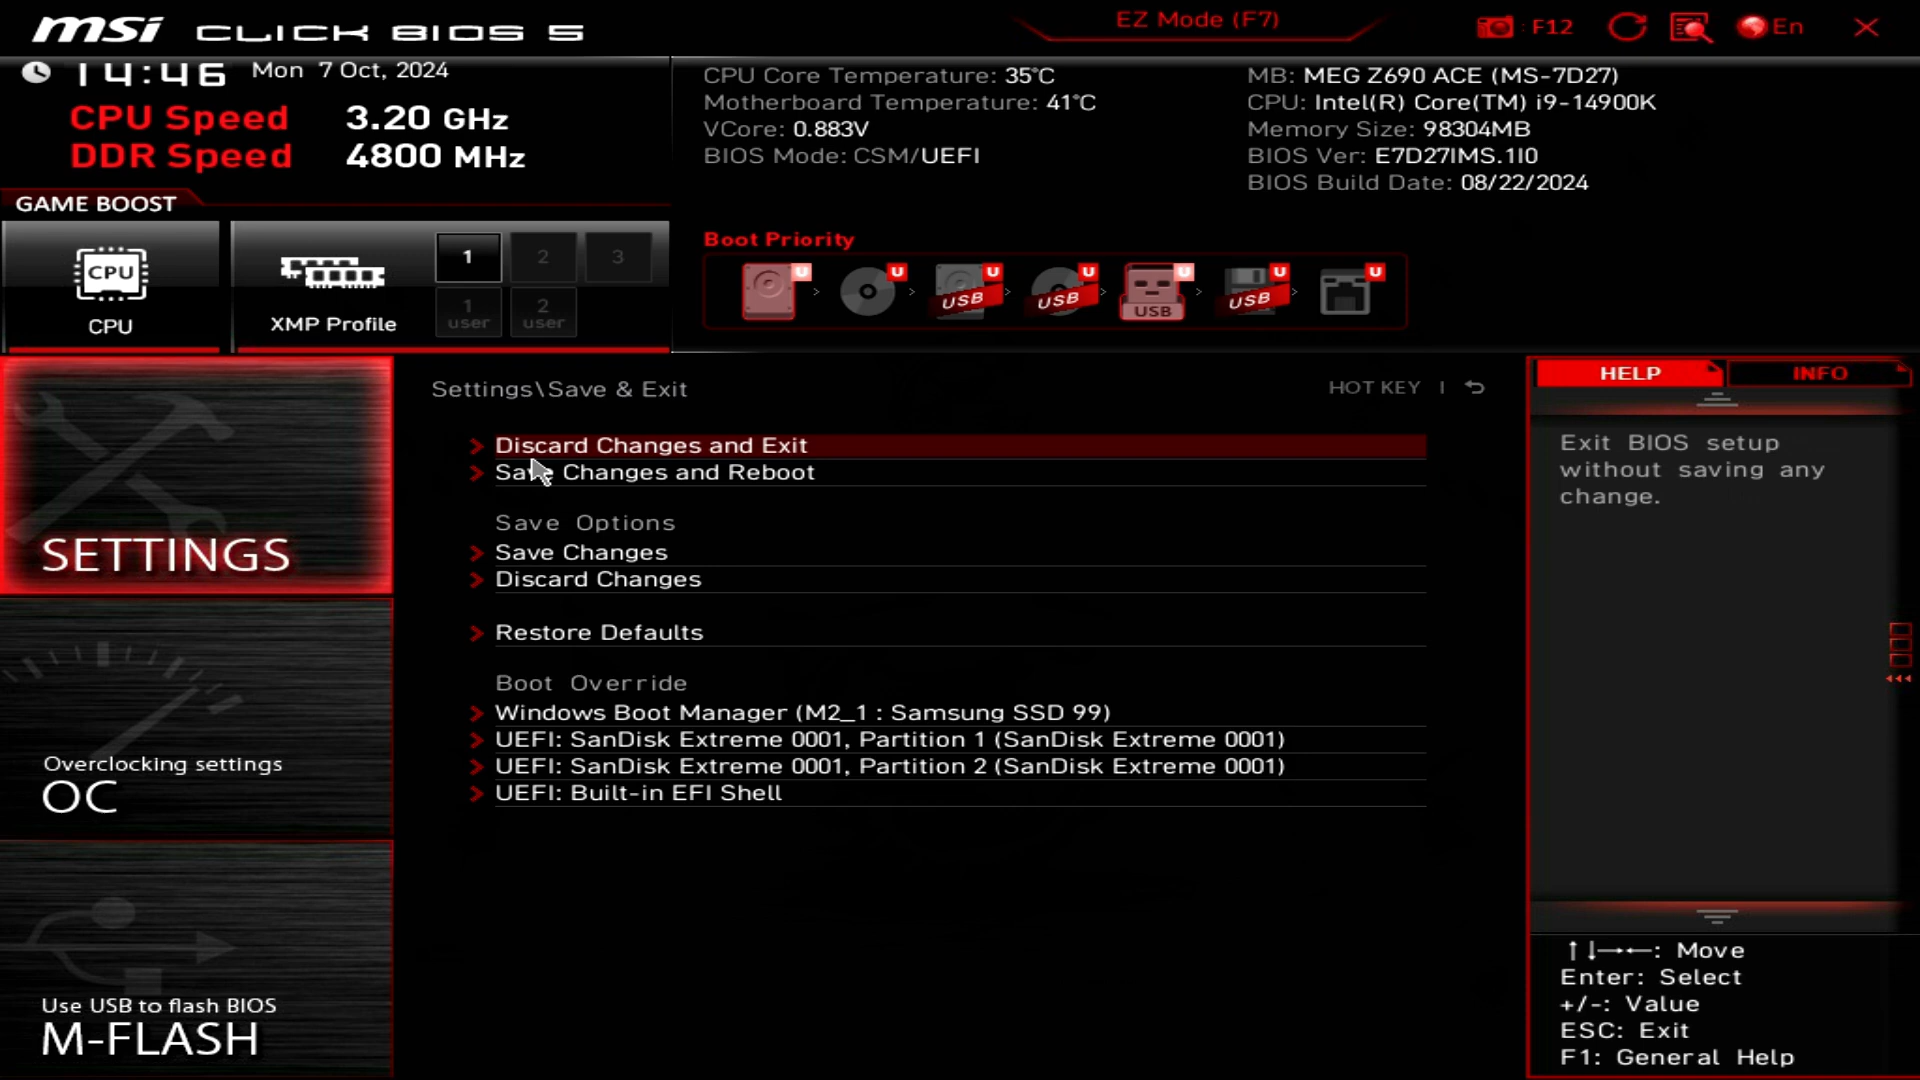 msi CLICK BIOS 5
EZ Mode (F7)
: F12
En
14:46 Mon 7 Oct, 2024
CPU Speed 3.20 GHz
DDR Speed 4800 MHz
CPU Core Temperature: 35°C
Motherboard Temperature: 41°C
VCore: 0.883V
BIOS Mode: CSM/UEFI
MB: MEG Z690 ACE (MS-7D27)
CPU: Intel(R) Core(TM) i9-14900K
Memory Size: 98304MB
BIOS Ver: E7D27IMS.1I0
BIOS Build Date: 08/22/2024
GAME BOOST
CPU
CPU
XMP Profile
1 2 3
1 user
2 user
Boot Priority
U U U U U U U
USB USB USB USB
SETTINGS
Overclocking settings
OC
Use USB to flash BIOS
M-FLASH
Settings\Save & Exit
HOT KEY |
> Discard Changes and Exit
> Save Changes and Reboot
Save Options
> Save Changes
> Discard Changes
> Restore Defaults
Boot Override
> Windows Boot Manager (M2_1 : Samsung SSD 99)
> UEFI: SanDisk Extreme 0001, Partition 1 (SanDisk Extreme 0001)
> UEFI: SanDisk Extreme 0001, Partition 2 (SanDisk Extreme 0001)
> UEFI: Built-in EFI Shell
HELP
INFO
Exit BIOS setup
without saving any
change.
↑↓→←: Move
Enter: Select
+/-: Value
ESC: Exit
F1: General Help